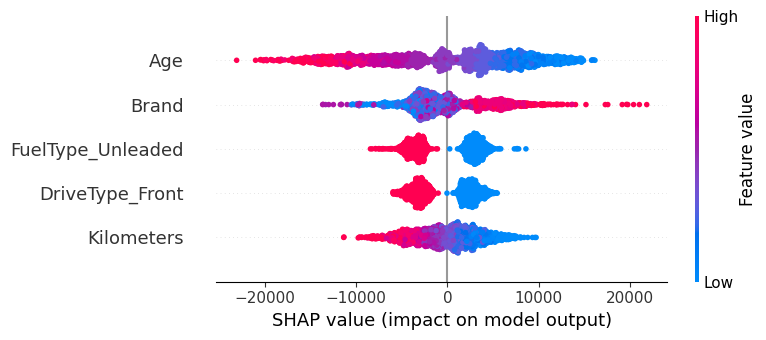 High
Age
Brand
FuelType_Unleaded
DriveType_Front
Kilometers
Feature value
Low
−20000 −10000 0 10000 20000
SHAP value (impact on model output)